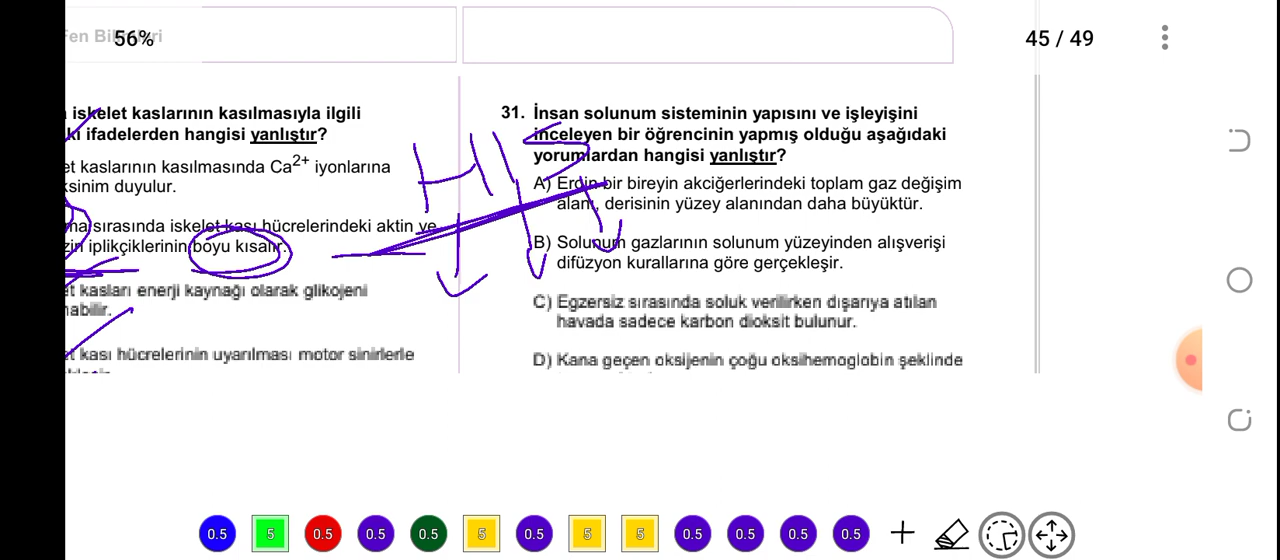 Fen Bilimleri
56%
45 / 49
iskelet kaslarının kasılmasıyla ilgili
ki ifadelerden hangisi yanlıştır?
et kaslarının kasılmasında Ca2+ iyonlarına
ksinim duyulur.
ma sırasında iskelet kası hücrelerindeki aktin ve
zin iplikçiklerinin boyu kısalır.
et kasları enerji kaynağı olarak glikojeni
nabilir.
et kası hücrelerinin uyarılması motor sinirlerle
31. İnsan solunum sisteminin yapısını ve işleyişini
inceleyen bir öğrencinin yapmış olduğu aşağıdaki
yorumlardan hangisi yanlıştır?
A) Ergin bir bireyin akciğerlerindeki toplam gaz değişim
alanı, derisinin yüzey alanından daha büyüktür.
B) Solunum gazlarının solunum yüzeyinden alışverişi
difüzyon kurallarına göre gerçekleşir.
C) Egzersiz sırasında soluk verilirken dışarıya atılan
havada sadece karbon dioksit bulunur.
D) Kana geçen oksijenin çoğu oksihemoglobin şeklinde
0.5 5 0.5 0.5 0.5 5 0.5 5 5 0.5 0.5 0.5 0.5